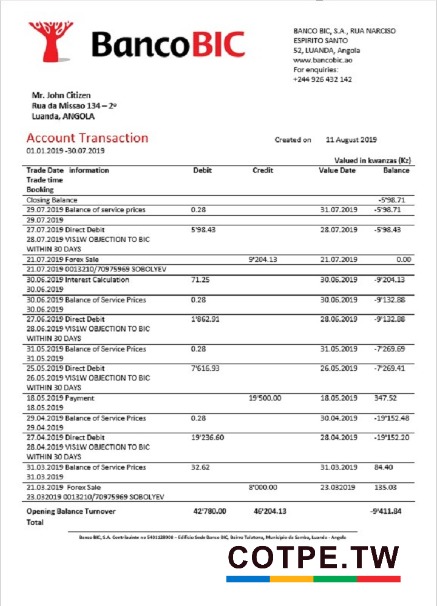 BancoBIC
BANCO BIC, S.A., RUA NARCISO
ESPIRITO SANTO
52, LUANDA, Angola
www.bancobic.ao
For enquiries:
+244 926 432 142
Mr. John Citizen
Rua da Missao 134 – 2º
Luanda, ANGOLA
Account Transaction
Created on 11 August 2019
01.01.2019 -30.07.2019
Valued in kwanzas (Kz)
Trade Date information Debit Credit Value Date Balance
Trade time
Booking
Closing Balance -5'98.71
29.07.2019 Balance of service prices 0.28 31.07.2019 -5'98.71
29.07.2019
27.07.2019 Direct Debit 5'98.43 28.07.2019 -5'98.43
28.07.2019 VIS1W OBJECTION TO BIC
WITHIN 30 DAYS
21.07.2019 Forex Sale 9'204.13 21.07.2019 0.00
21.07.2019 0013210/70975969 SOBOLYEV
30.06.2019 Interest Calculation 71.25 30.06.2019 -9'204.13
30.06.2019
30.06.2019 Balance of Service Prices 0.28 30.06.2019 -9'132.88
30.06.2019
27.06.2019 Direct Debit 1'862.91 28.06.2019 -9'132.88
28.06.2019 VIS1W OBJECTION TO BIC
WITHIN 30 DAYS
31.05.2019 Balance of Service Prices 0.28 31.05.2019 -7'269.69
31.05.2019
25.05.2019 Direct Debit 7'616.93 26.05.2019 -7'269.41
26.05.2019 VIS1W OBJECTION TO BIC
WITHIN 30 DAYS
18.05.2019 Payment 19'500.00 18.05.2019 347.52
18.05.2019
29.04.2019 Balance of Service Prices 0.28 30.04.2019 -19'152.48
29.04.2019
27.04.2019 Direct Debit 19'236.60 28.04.2019 -19'152.20
28.04.2019 VIS1W OBJECTION TO BIC
WITHIN 30 DAYS
31.03.2019 Balance of Service Prices 32.62 31.03.2019 84.40
31.03.2019
21.03.2019 Forex Sale 8'000.00 23.032019 135.03
23.032019 0013210/70975969 SOBOLYEV
Opening Balance Turnover 42'780.00 46'204.13 -9'411.84
Total
Banco BIC, S.A. Contribuinte no 5401128908 – Edifício Sede Banco BIC, Bairro Talatona, Município da Samba, Luanda - Angola
COTPE.TW